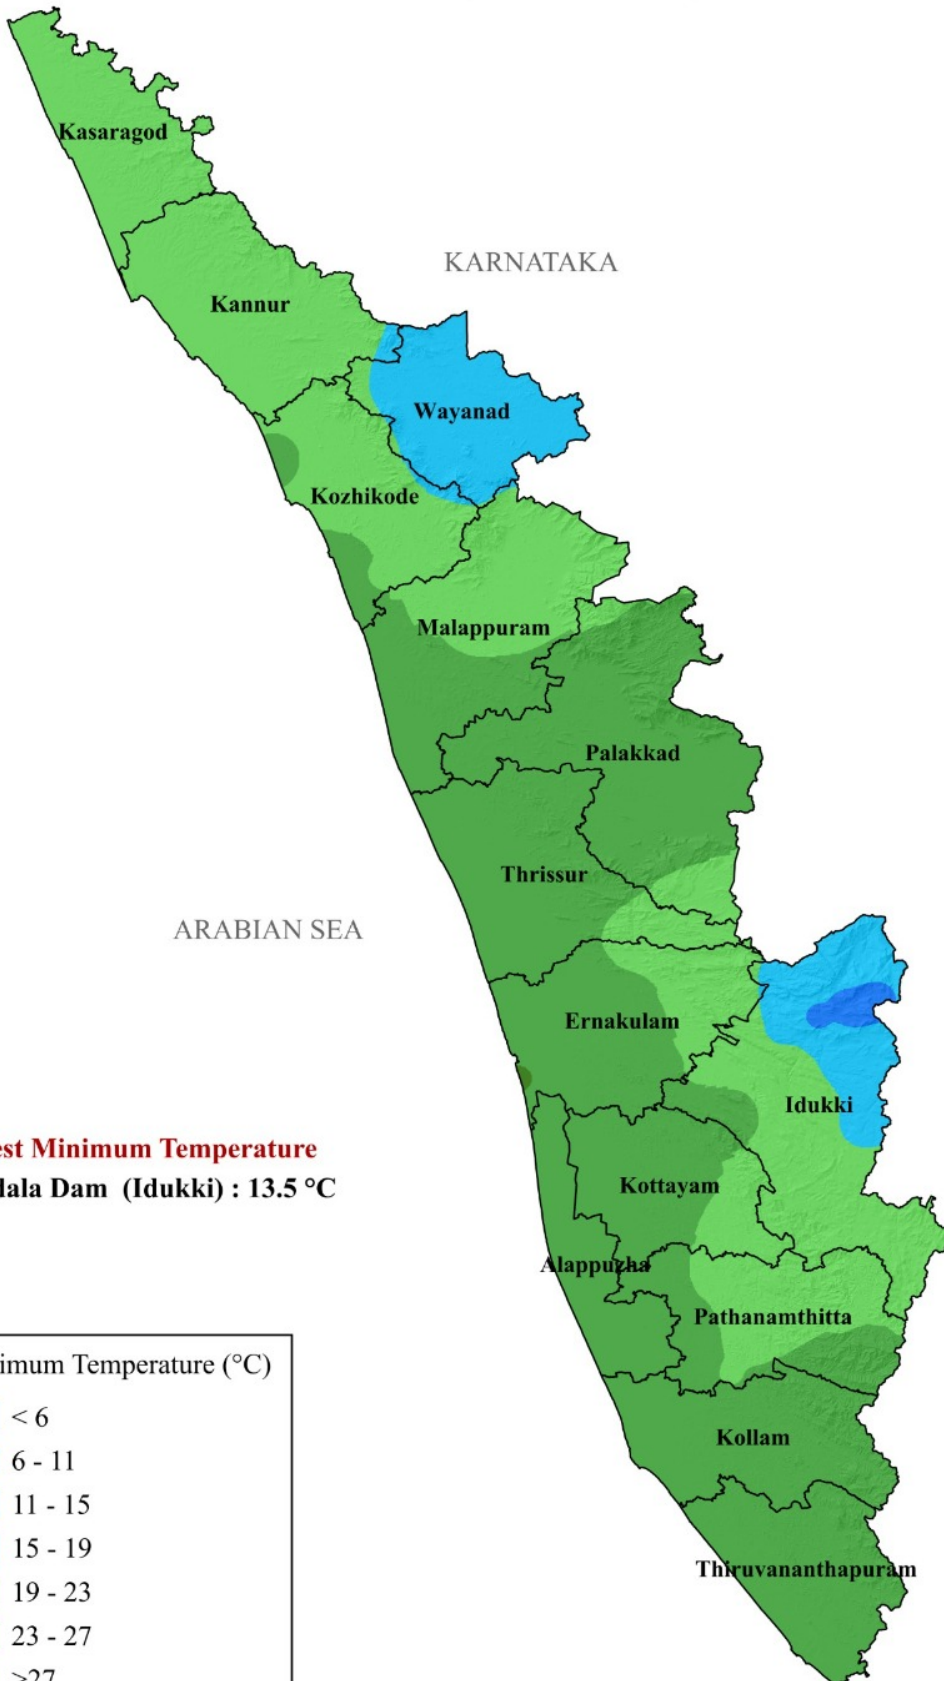 Kasaragod
KARNATAKA
Kannur
Wayanad
Kozhikode
Malappuram
Palakkad
Thrissur
ARABIAN SEA
Ernakulam
Idukki
est Minimum Temperature
lala Dam (Idukki) : 13.5 °C
Kottayam
Alappuzha
Pathanamthitta
imum Temperature (°C)
< 6
6 - 11
11 - 15
15 - 19
19 - 23
23 - 27
>27
Kollam
Thiruvananthapuram